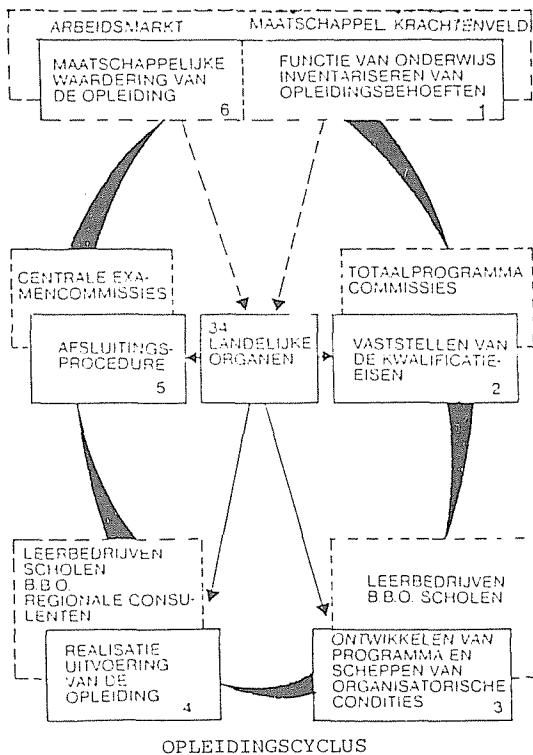 ARBEIDSMARKT
MAATSCHAPPEL KRACHTENVELD
MAATSCHAPPELIJKE
WAARDERING VAN
DE OPLEIDING
6
FUNCTIE VAN ONDERWIJS
INVENTARISEREN VAN
OPLEIDINGSBEHOEFTEN
1
CENTRALE EXA-
MENCOMMISSIES
AFSLUITINGS-
PROCEDURE
5
34
LANDELIJKE
ORGANEN
TOTAALPROGRAMMA
COMMISSIES
VASTSTELLEN VAN
DE KWALIFICATIE-
EISEN
2
LEERBEDRIJVEN
SCHOLEN
B.B.O.
REGIONALE CONSU-
LENTEN
REALISATIE
UITVOERING
VAN DE
OPLEIDING
4
LEERBEDRIJVEN
B.B.O. SCHOLEN
ONTWIKKELEN VAN
PROGRAMMA EN
SCHEPPEN VAN
ORGANISATORISCHE
CONDITIES
3
OPLEIDINGSCYCLUS